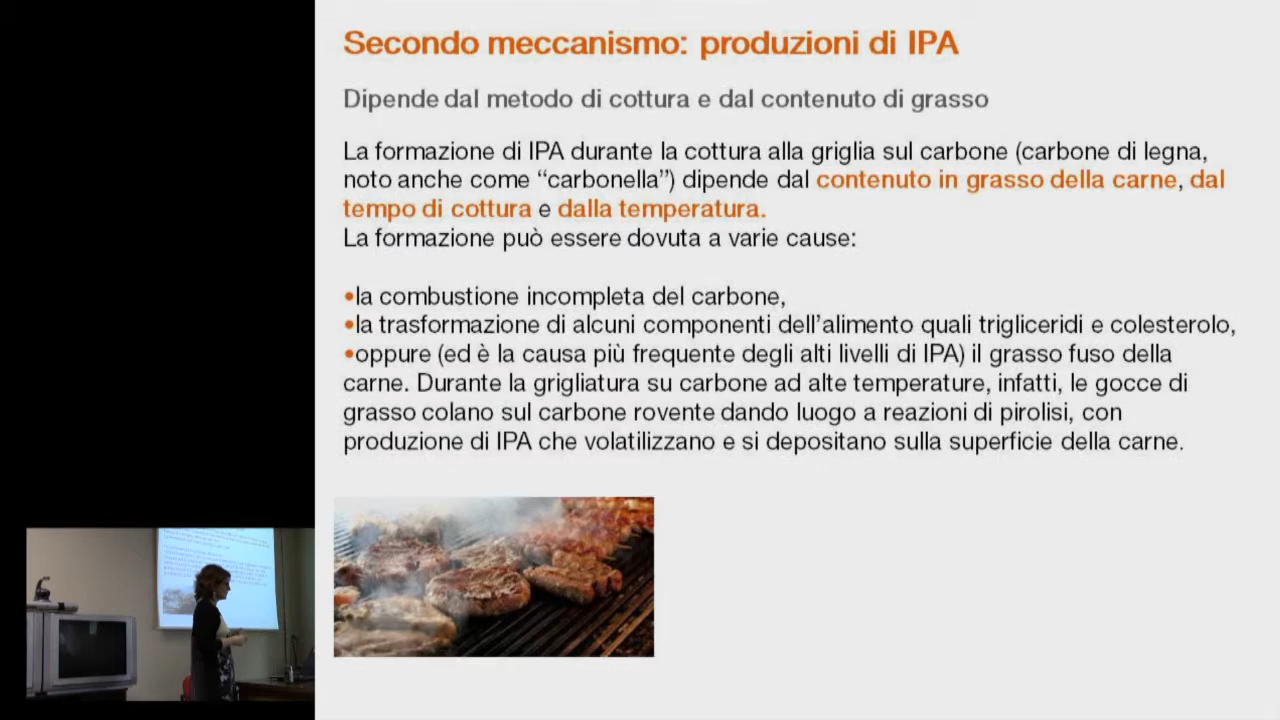 Secondo meccanismo: produzioni di IPA
Dipende dal metodo di cottura e dal contenuto di grasso
La formazione di IPA durante la cottura alla griglia sul carbone (carbone di legna,
noto anche come “carbonella”) dipende dal contenuto in grasso della carne, dal
tempo di cottura e dalla temperatura.
La formazione può essere dovuta a varie cause:
•la combustione incompleta del carbone,
•la trasformazione di alcuni componenti dell’alimento quali trigliceridi e colesterolo,
•oppure (ed è la causa più frequente degli alti livelli di IPA) il grasso fuso della
carne. Durante la grigliatura su carbone ad alte temperature, infatti, le gocce di
grasso colano sul carbone rovente dando luogo a reazioni di pirolisi, con
produzione di IPA che volatilizzano e si depositano sulla superficie della carne.